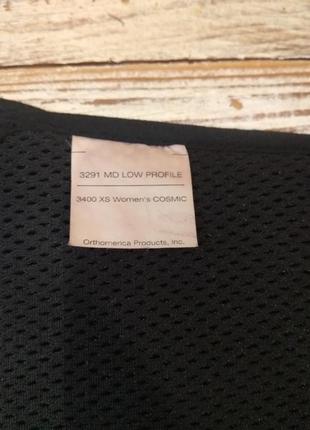 3291 MD LOW PROFILE
3400 XS Women's COSMIC
Orthomerica Products, Inc.